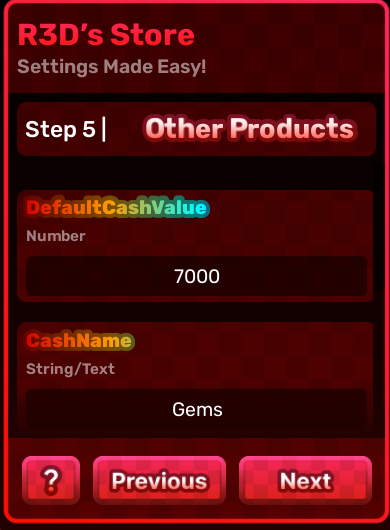 R3D's Store
Settings Made Easy!
Step 5 | Other Products
DefaultCashValue
Number
7000
CashName
String/Text
Gems
? Previous Next